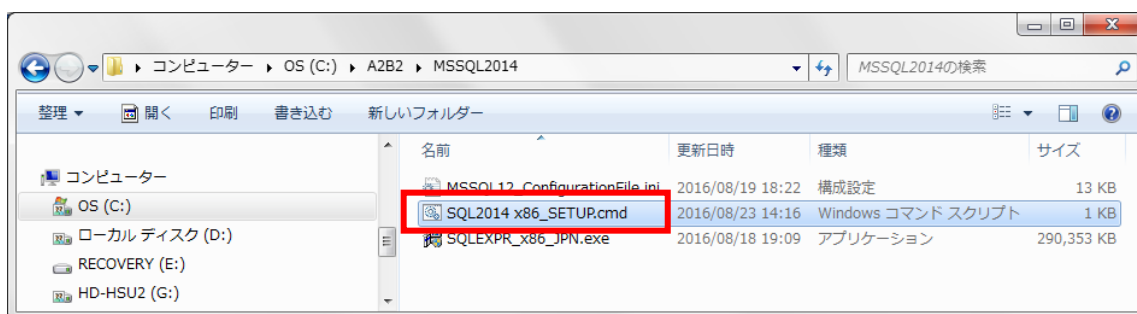 コンピューター OS (C:) A2B2 MSSQL2014 MSSQL2014の検索
整理 開く 印刷 書き込む 新しいフォルダー
名前 更新日時 種類 サイズ
コンピューター
OS (C:)
ローカル ディスク (D:)
RECOVERY (E:)
HD-HSU2 (G:)
MSSQL12_ConfigurationFile.ini 2016/08/19 18:22 構成設定 13 KB
SQL2014 x86_SETUP.cmd 2016/08/23 14:16 Windows コマンド スクリプト 1 KB
SQLEXPR_x86_JPN.exe 2016/08/18 19:09 アプリケーション 290,353 KB